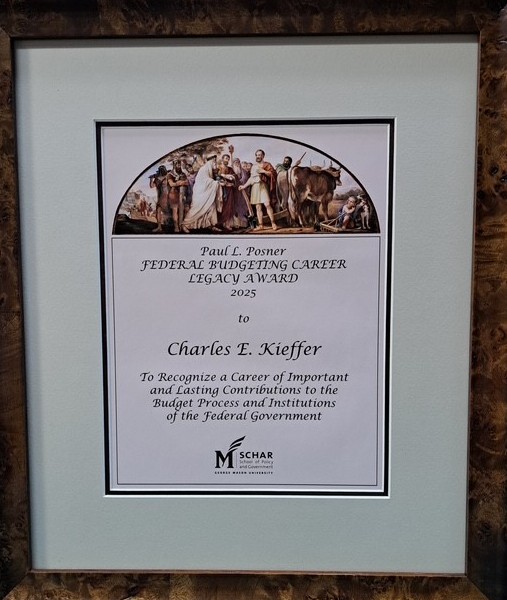 Paul L. Posner
FEDERAL BUDGETING CAREER
LEGACY AWARD
2025
to
Charles E. Kieffer
To Recognize a Career of Important
and Lasting Contributions to the
Budget Process and Institutions
of the Federal Government
M SCHAR
School of Policy
and Government
GEORGE MASON UNIVERSITY